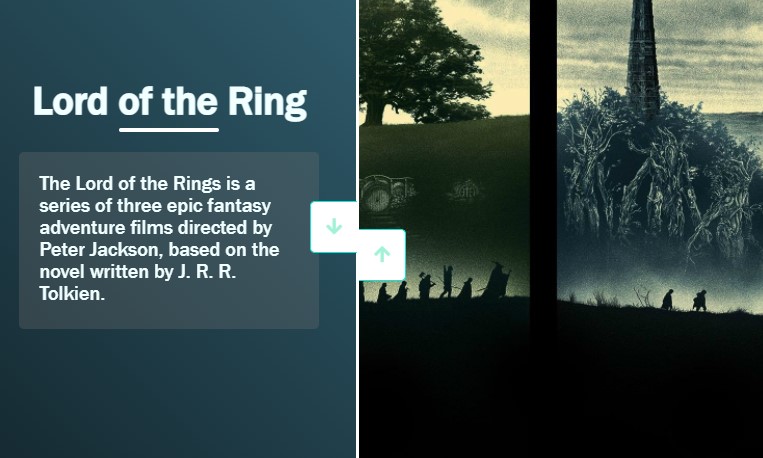 Lord of the Ring
The Lord of the Rings is a
series of three epic fantasy
adventure films directed by
Peter Jackson, based on the
novel written by J. R. R.
Tolkien.